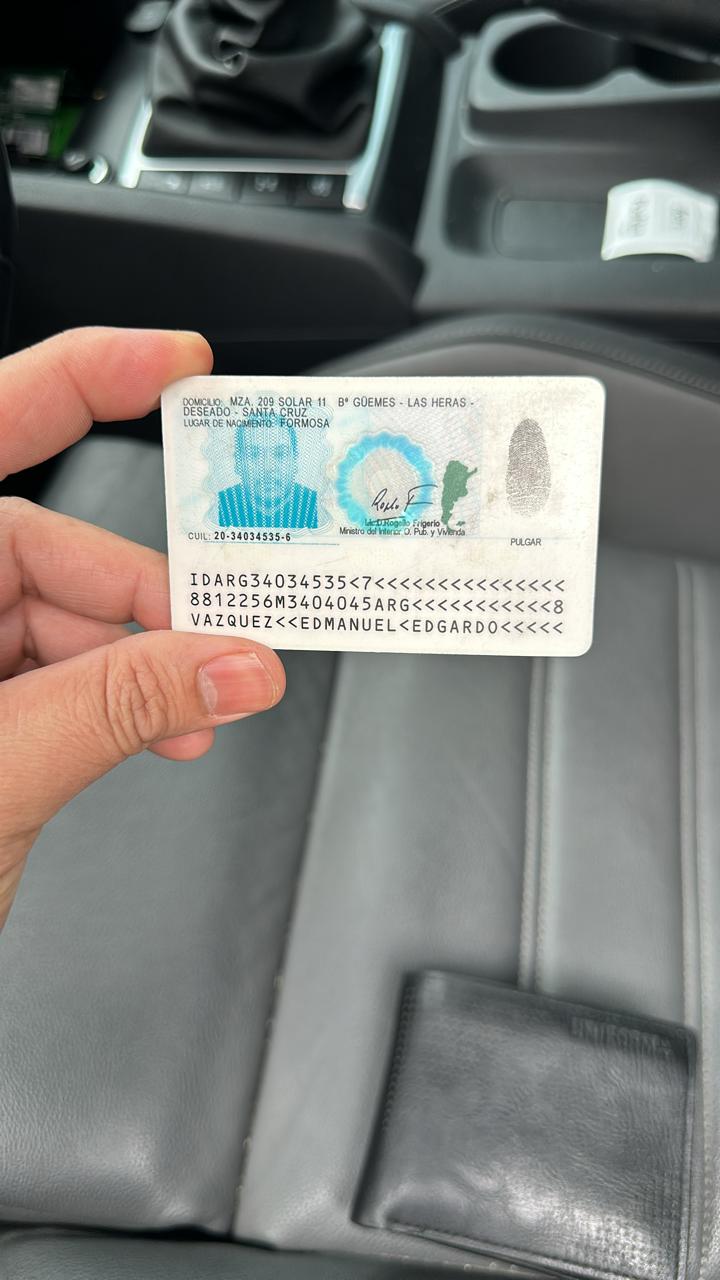 DOMICILIO: MZA. 209 SOLAR 11 Bº GÜEMES - LAS HERAS -
DESEADO - SANTA CRUZ
LUGAR DE NACIMIENTO: FORMOSA
Lic. D. Rogelio Frigerio
Ministro del Interior, O. Pub. y Vivienda
CUIL: 20-34034535-6
PULGAR
IDARG34034535<7<<<<<<<<<<<<<<<
8812256M3404045ARG<<<<<<<<<<<8
VAZQUEZ<<EDMANUEL<EDGARDO<<<<<